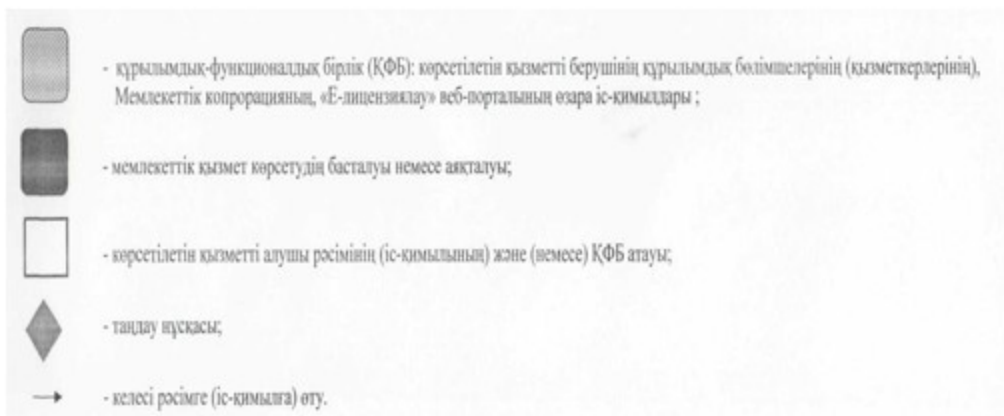 - құрылымдық-функционалдық бірлік (ҚФБ): көрсетілетін қызметті берушінің құрылымдық бөлімшелерінің (қызметкерлерінің),
Мемлекеттік копрорацияның, «Е-лицензиялау» веб-порталының өзара іс-қимылдары ;
- мемлекеттік қызмет көрсетудің басталуы немесе аяқталуы;
- көрсетілетін қызметті алушы рәсімінің (іс-қимылының) және (немесе) ҚФБ атауы;
- таңдау нұсқасы;
- келесі рәсімге (іс-қимылға) өту.